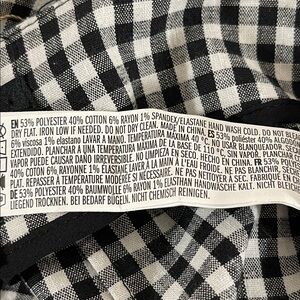 EN 53% POLYESTER 40% COTTON 6% RAYON 1% SPANDEX/ELASTANE HAND WASH COLD. DO NOT BLEA
DRY FLAT. IRON LOW IF NEEDED. DO NOT DRY CLEAN. MADE IN CHINA. ES 53% poliéster 40% ALGODÓN
6% viscosa 1% elastano LAVAR A MANO. TEMPERATURA MÁXIMA 40 °C. NO USAR BLANQUEADOR. SECAR
EXTENDIDO. PLANCHAR A UNA TEMPERATURA MÁXIMA DE LA BASE DE 110 °C. SIN VAPOR. PLANCHAR
VAPOR PUEDE CAUSAR DAÑO IRREVERSIBLE. NO LIMPIAR EN SECO. HECHO EN CHINA. FR 53% POLYE
40% COTON 6% RAYONNE 1% ÉLASTHANNE LAVER À LA MAIN À L'EAU FROIDE. NE PAS BLANCHIR. SÉCHER
PLAT. REPASSER À TEMPÉRATURE MODÉRÉE SI NÉCESSAIRE. NE PAS NETTOYER À SEC. FABRIQUÉ EN
53% POLYESTER 40% BAUMWOLLE 6% RAYON 1% ELASTHAN HANDWÄSCHE KALT. NICHT BLEI
LIEGEND TROCKNEN. BEI BEDARF BÜGELN. NICHT CHEMISCH REINIGEN.